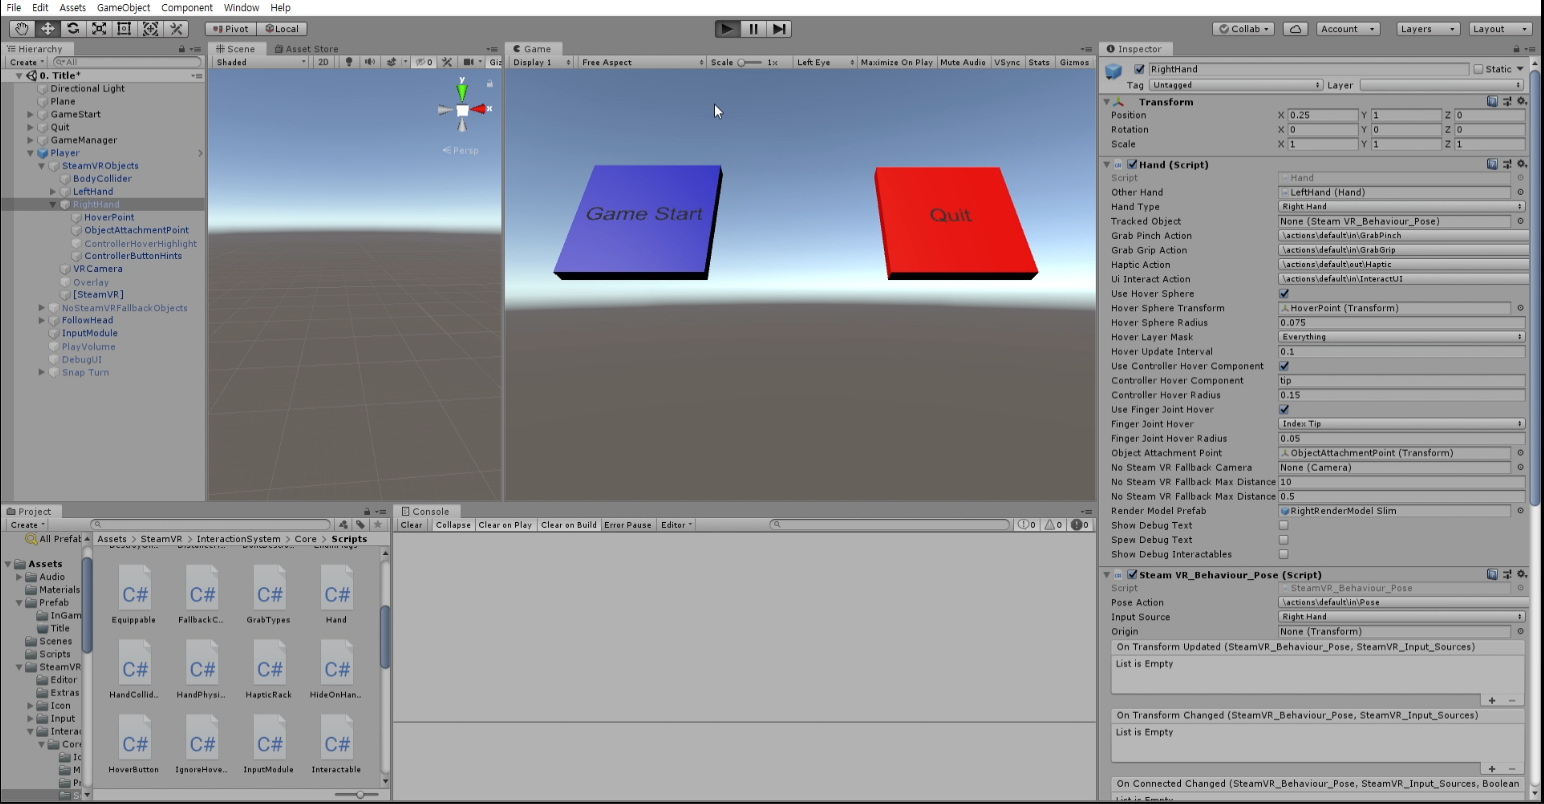 File Edit Assets GameObject Component Window Help
Pivot Local Collab Account Layers Layout
Hierarchy
Create All
0. Title*
Directional Light
Plane
GameStart
Quit
GameManager
Player
SteamVRObjects
BodyCollider
LeftHand
RightHand
HoverPoint
ObjectAttachmentPoint
ControllerHoverHighlight
ControllerButtonHints
VRCamera
Overlay
[SteamVR]
NoSteamVRFallbackObjects
FollowHead
InputModule
PlayVolume
DebugUI
Snap Turn
Scene Asset Store
Shaded 2D 0 Giz
y
x
Persp
Game
Display 1 Free Aspect Scale 1x Left Eye Maximize On Play Mute Audio VSync Stats Gizmos
Game Start
Quit
Inspector
RightHand Static
Tag Untagged Layer
Transform
Position X 0.25 Y 1 Z 0
Rotation X 0 Y 0 Z 0
Scale X 1 Y 1 Z 1
Hand (Script)
Script Hand
Other Hand LeftHand (Hand)
Hand Type Right Hand
Tracked Object None (Steam VR_Behaviour_Pose)
Grab Pinch Action \actions\default\in\GrabPinch
Grab Grip Action \actions\default\in\GrabGrip
Haptic Action \actions\default\out\Haptic
Ui Interact Action \actions\default\in\InteractUI
Use Hover Sphere
Hover Sphere Transform HoverPoint (Transform)
Hover Sphere Radius 0.075
Hover Layer Mask Everything
Hover Update Interval 0.1
Use Controller Hover Component
Controller Hover Component tip
Controller Hover Radius 0.15
Use Finger Joint Hover
Finger Joint Hover Index Tip
Finger Joint Hover Radius 0.05
Object Attachment Point ObjectAttachmentPoint (Transform)
No Steam VR Fallback Camera None (Camera)
No Steam VR Fallback Max Distance 10
No Steam VR Fallback Max Distance 0.5
Render Model Prefab RightRenderModel Slim
Show Debug Text
Spew Debug Text
Show Debug Interactables
Steam VR_Behaviour_Pose (Script)
Script SteamVR_Behaviour_Pose
Pose Action \actions\default\in\Pose
Input Source Right Hand
Origin None (Transform)
On Transform Updated (SteamVR_Behaviour_Pose, SteamVR_Input_Sources)
List is Empty
On Transform Changed (SteamVR_Behaviour_Pose, SteamVR_Input_Sources)
List is Empty
On Connected Changed (SteamVR_Behaviour_Pose, SteamVR_Input_Sources, Boolean
List is Empty
Project
Create
All Prefab
Assets
Audio
Materials
Prefab
InGam
Title
Scenes
Scripts
SteamVR
Editor
Extras
Icon
Input
Interac
Core
Assets > SteamVR > InteractionSystem > Core > Scripts
C# C# C# C#
Equippable FallbackC... GrabTypes Hand
C# C# C# C#
HandCollid.. HandPhysi... HapticRack HideOnHan..
C# C# C# C#
HoverButton IgnoreHove.. InputModule Interactable
Console
Clear Collapse Clear on Play Clear on Build Error Pause Editor 0 0 0